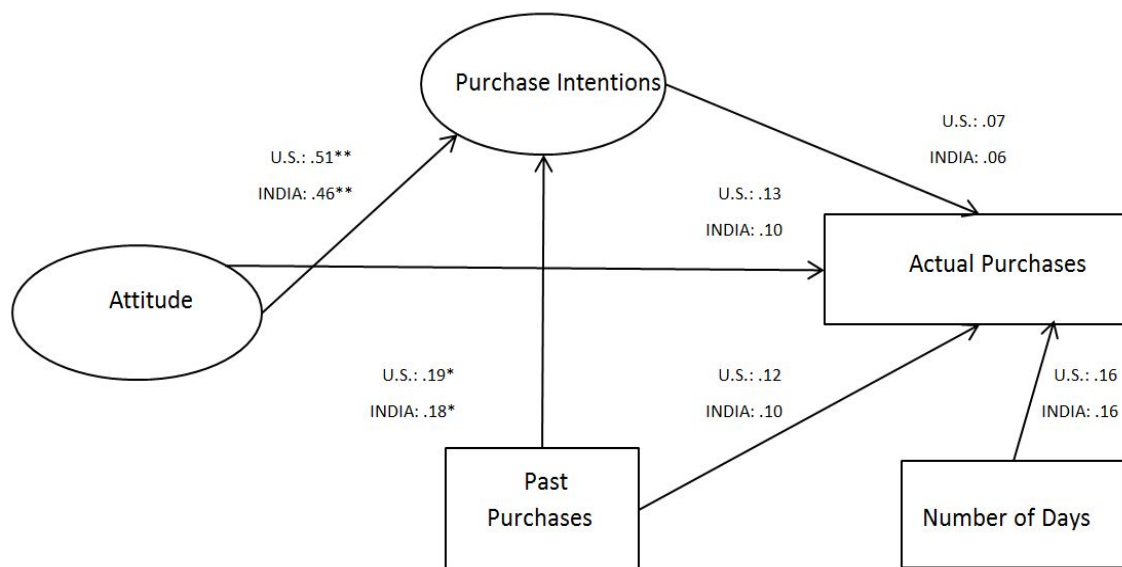 Purchase Intentions
U.S.: .07
INDIA: .06
U.S.: .51**
INDIA: .46**
U.S.: .13
INDIA: .10
Actual Purchases
Attitude
U.S.: .19*
INDIA: .18*
U.S.: .12
INDIA: .10
U.S.: .16
INDIA: .16
Past
Purchases
Number of Days